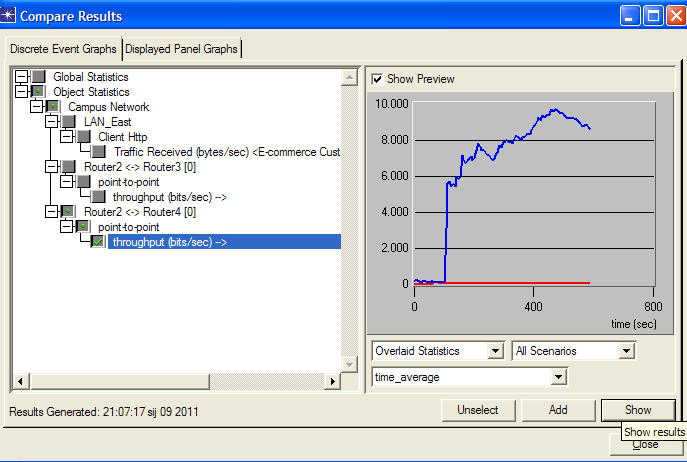 Compare Results
Discrete Event Graphs
Displayed Panel Graphs
Global Statistics
Object Statistics
Campus Network
LAN_East
Client Http
Traffic Received (bytes/sec) <E-commerce Cust
Router2 <-> Router3 [0]
point-to-point
throughput (bits/sec) -->
Router2 <-> Router4 [0]
point-to-point
throughput (bits/sec) -->
Show Preview
10.000
8.000
6.000
4.000
2.000
0
0 400 800
time (sec)
Overlaid Statistics
All Scenarios
time_average
Results Generated: 21:07:17 sij 09 2011
Unselect
Add
Show
Show results
Close